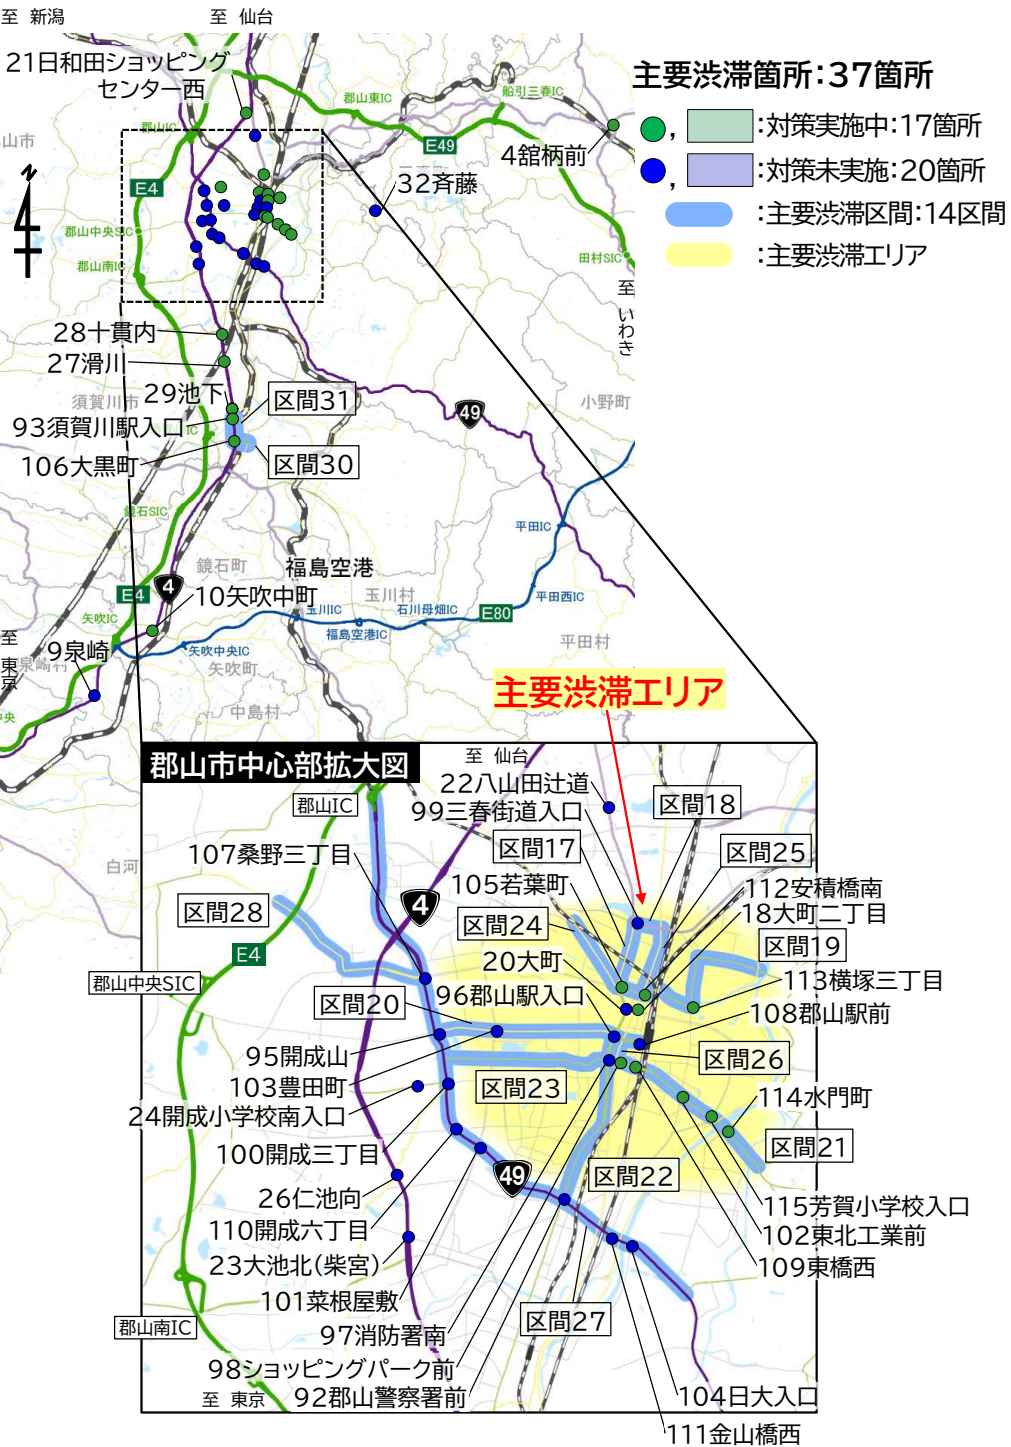 至 新潟
至 仙台
21日和田ショッピング
センター西
主要渋滞箇所：37箇所
船引三春IC
郡山東IC
●,　：対策実施中：17箇所
郡山IC
山市
E49
4舘柄前
●,　：対策未実施：20箇所
32斉藤
E4
：主要渋滞区間：14区間
郡山中央SIC
：主要渋滞エリア
田村SIC
郡山南IC
至 いわき
28十貫内
27滑川
29池下
須賀川市
区間31
小野町
49
93須賀川駅入口
IC
106大黒町
区間30
鏡石SIC
平田IC
鏡石町
福島空港
4
E4
10矢吹中町
玉川村
平田西IC
玉川IC
石川母畑IC
E80
矢吹IC
福島空港IC
至 東京
9泉崎
泉崎村
矢吹中央IC
平田村
矢吹町
中島村
中央
主要渋滞エリア
郡山市中心部拡大図
至 仙台
22八山田辻道
郡山IC
99三春街道入口
区間18
107桑野三丁目
区間17
区間25
白河
105若葉町
112安積橋南
区間28
4
区間24
18大町二丁目
E4
20大町
区間19
郡山中央SIC
96郡山駅入口
113横塚三丁目
区間20
108郡山駅前
95開成山
区間26
103豊田町
区間23
114水門町
24開成小学校南入口
100開成三丁目
区間21
49
区間22
26仁池向
115芳賀小学校入口
110開成六丁目
102東北工業前
23大池北（柴宮）
109東橋西
101菜根屋敷
区間27
郡山南IC
97消防署南
98ショッピングパーク前
至 東京
92郡山警察署前
104日大入口
111金山橋西